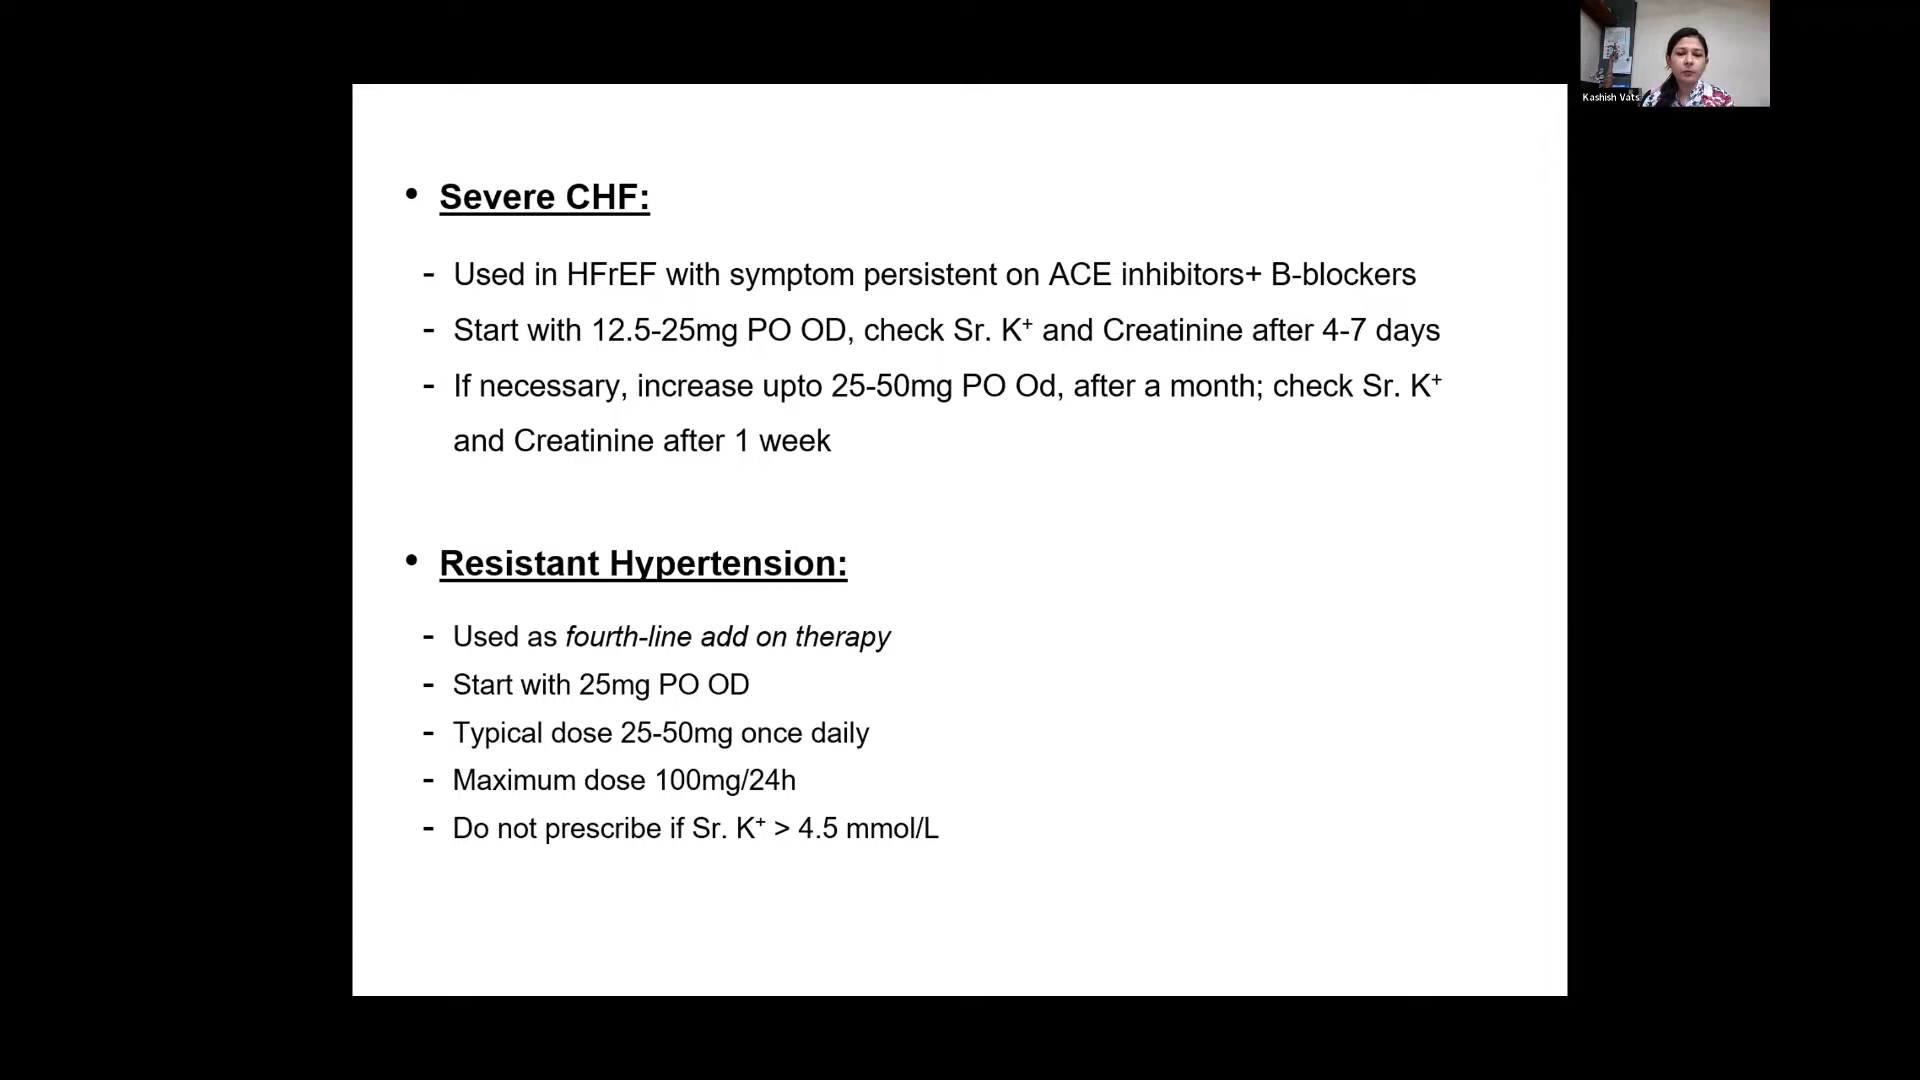 Kashish Vats
• Severe CHF:
- Used in HFrEF with symptom persistent on ACE inhibitors+ B-blockers
- Start with 12.5-25mg PO OD, check Sr. K⁺ and Creatinine after 4-7 days
- If necessary, increase upto 25-50mg PO Od, after a month; check Sr. K⁺
and Creatinine after 1 week
• Resistant Hypertension:
- Used as fourth-line add on therapy
- Start with 25mg PO OD
- Typical dose 25-50mg once daily
- Maximum dose 100mg/24h
- Do not prescribe if Sr. K⁺ > 4.5 mmol/L